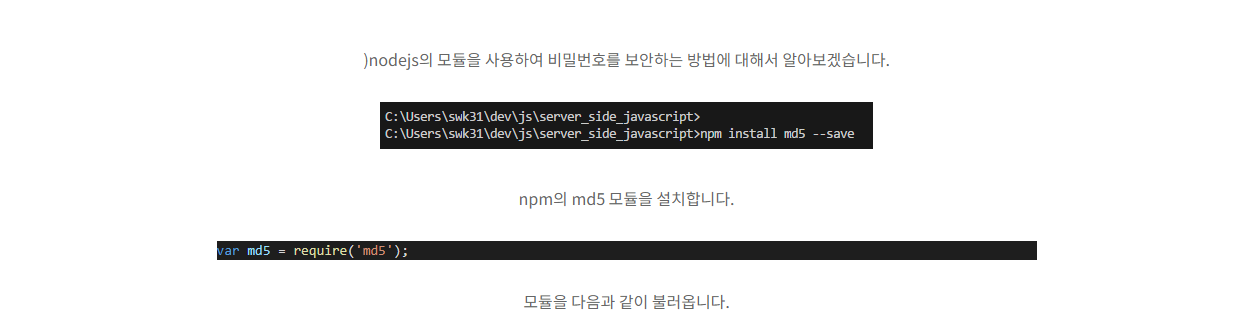 )nodejs의 모듈을 사용하여 비밀번호를 보안하는 방법에 대해서 알아보겠습니다.
C:\Users\swk31\dev\js\server_side_javascript>
C:\Users\swk31\dev\js\server_side_javascript>npm install md5 --save
npm의 md5 모듈을 설치합니다.
var md5 = require('md5');
모듈을 다음과 같이 불러옵니다.